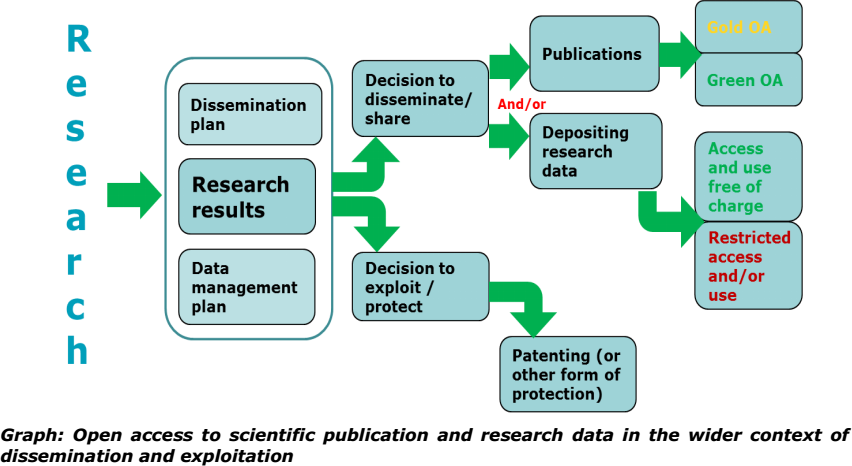 Research
Dissemination
plan
Research
results
Data
management
plan
Decision to
disseminate/
share
And/or
Decision to
exploit /
protect
Publications
Depositing
research
data
Patenting (or
other form of
protection)
Gold OA
Green OA
Access
and use
free of
charge
Restricted
access
and/or
use
Graph: Open access to scientific publication and research data in the wider context of
dissemination and exploitation